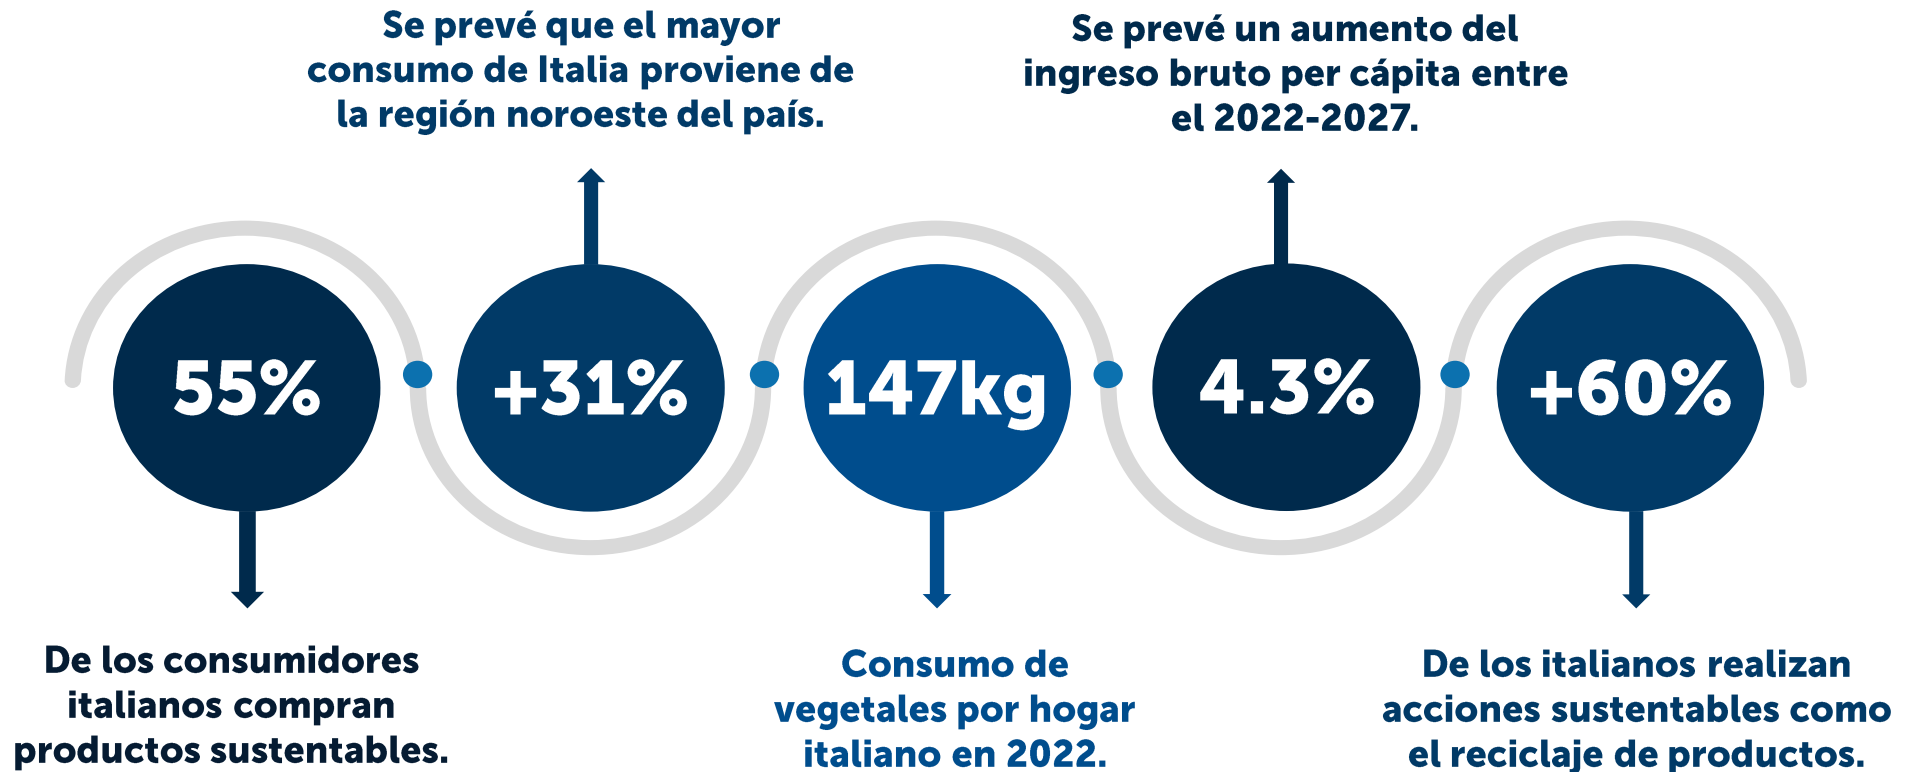 Se prevé que el mayor
consumo de Italia proviene de
la región noroeste del país.
Se prevé un aumento del
ingreso bruto per cápita entre
el 2022-2027.
55%
+31%
147kg
4.3%
+60%
De los consumidores
italianos compran
productos sustentables.
Consumo de
vegetales por hogar
italiano en 2022.
De los italianos realizan
acciones sustentables como
el reciclaje de productos.